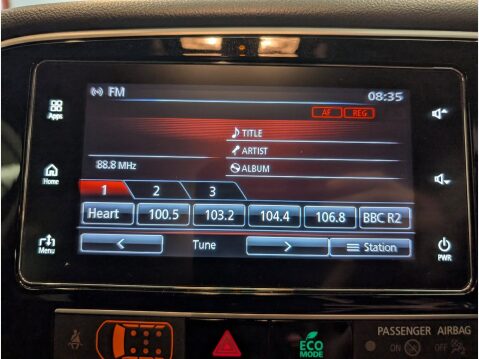 FM
08:35
Apps
AF REG
TITLE
ARTIST
ALBUM
88.8 MHz
Home
1 2 3
Heart 100.5 103.2 104.4 106.8 BBC R2
< Tune > Station
Menu
PWR
PASSENGER AIRBAG
ON OFF
ECO
MODE